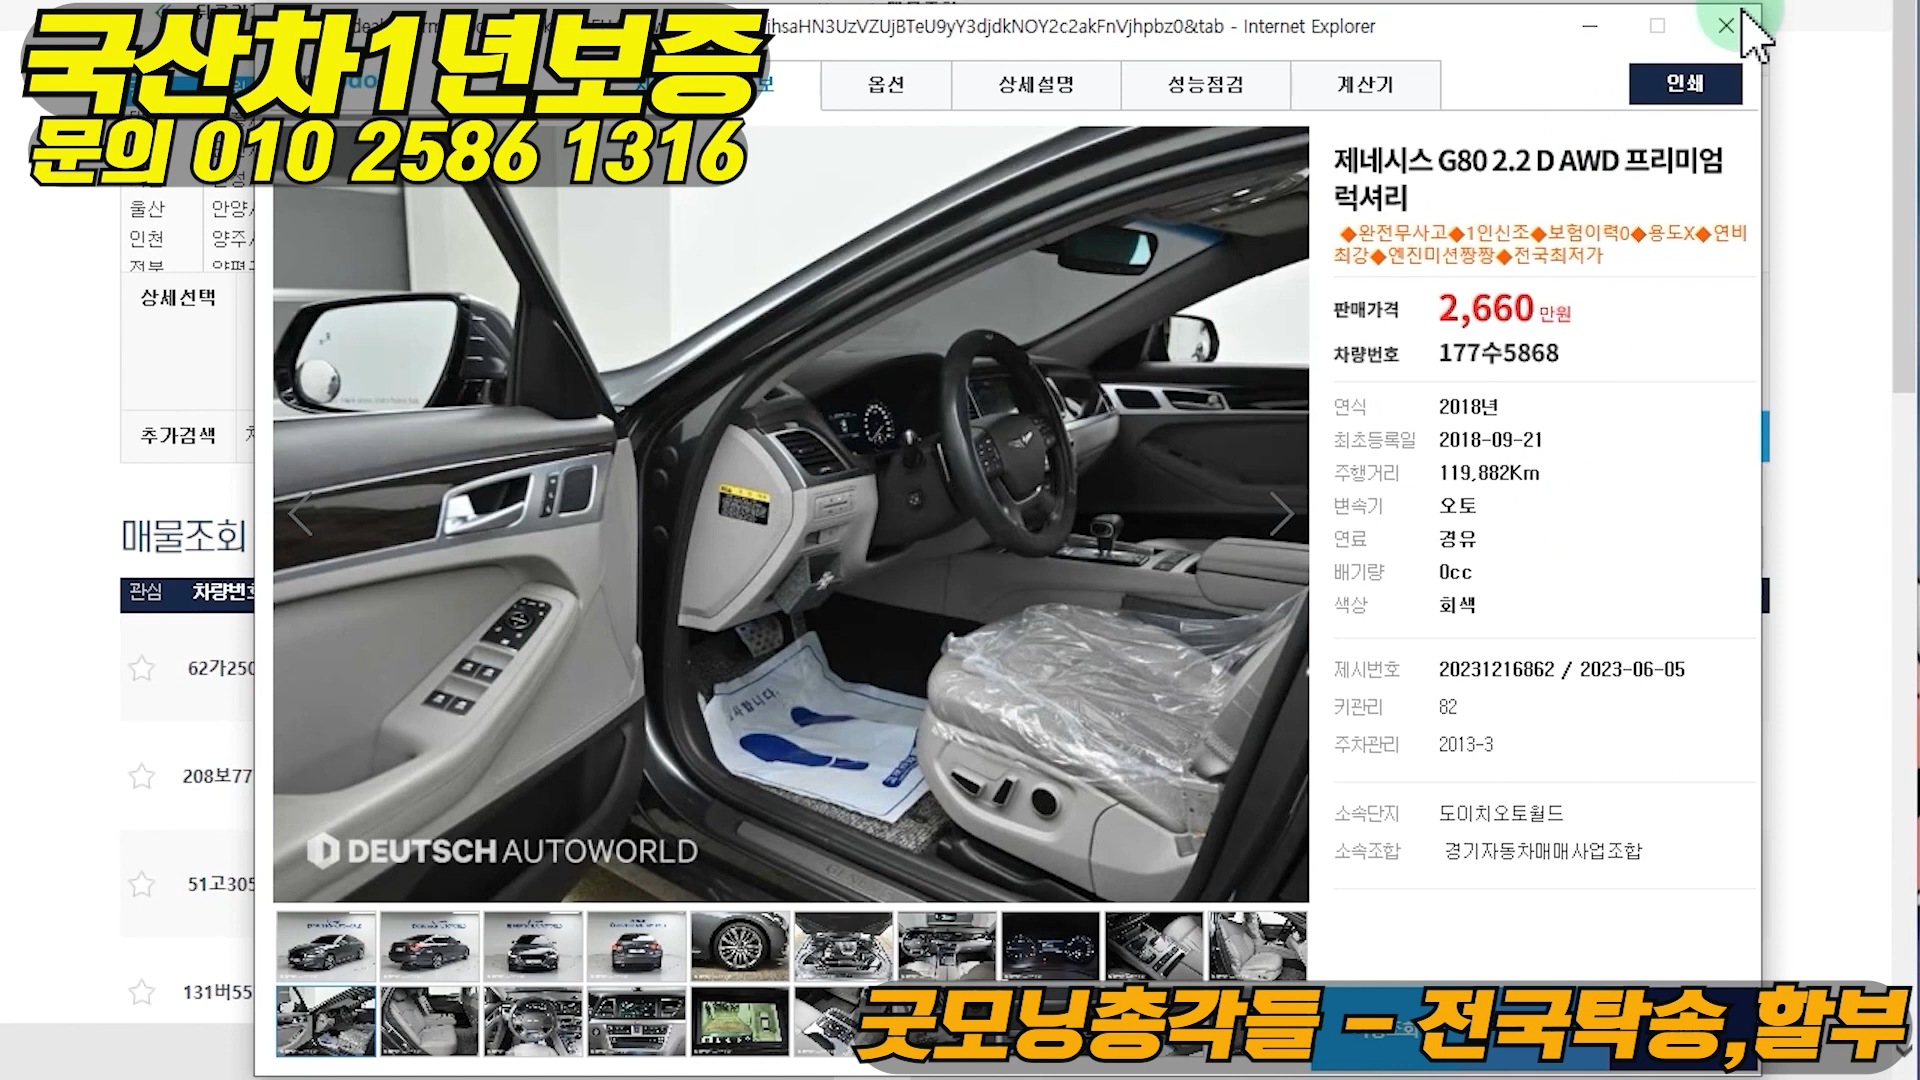 국산차1년보증
문의 010 2586 1316
jhsaHN3UzVZUjBTeU9yY3djdkNOY2c2akFnVjhpbz0&tab - Internet Explorer
옵션
상세설명
성능점검
계산기
인쇄
울산
안양
인천
양주
상세선택
추가검색
매물조회
관심 차량번호
62가250
208보77
51고305
131버55
제네시스 G80 2.2 D AWD 프리미엄
럭셔리
◆완전무사고◆1인신조◆보험이력0◆용도X◆연비
최강◆엔진미션짱짱◆전국최저가
판매가격 2,660 만원
차량번호 177수5868
연식 2018년
최초등록일 2018-09-21
주행거리 119,882Km
변속기 오토
연료 경유
배기량 0cc
색상 회색
제시번호 20231216862 / 2023-06-05
키관리 82
주차관리 2013-3
소속단지 도이치오토월드
소속조합 경기자동차매매사업조합
DEUTSCH AUTOWORLD
굿모닝총각들 - 전국탁송,할부